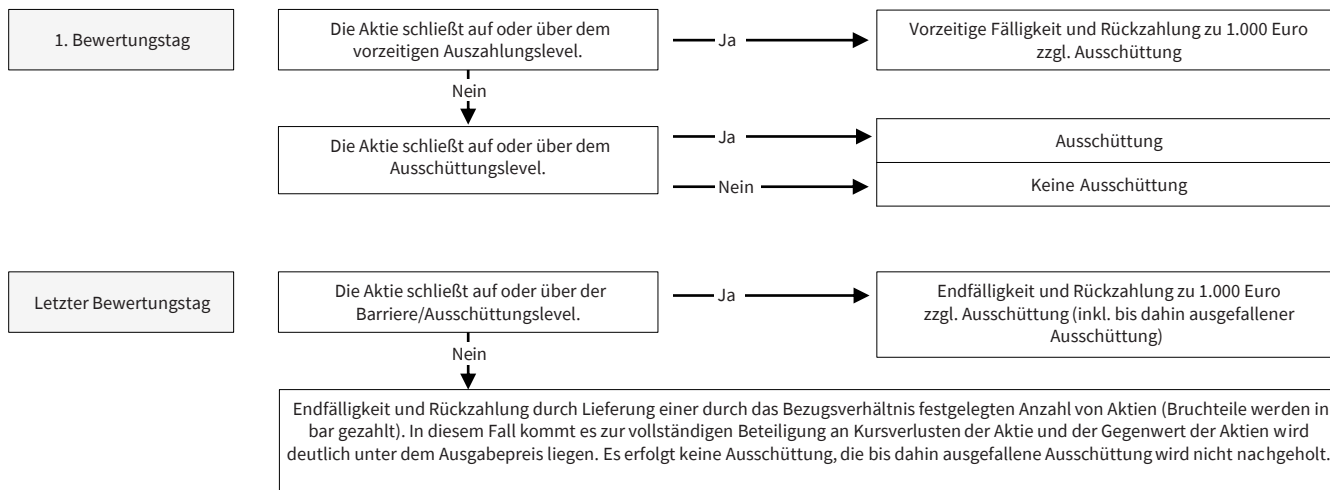 1. Bewertungstag
Die Aktie schließt auf oder über dem
vorzeitigen Auszahlungslevel.
Ja
Vorzeitige Fälligkeit und Rückzahlung zu 1.000 Euro
zzgl. Ausschüttung
Nein
Die Aktie schließt auf oder über dem
Ausschüttungslevel.
Ja
Ausschüttung
Nein
Keine Ausschüttung
Letzter Bewertungstag
Die Aktie schließt auf oder über der
Barriere/Ausschüttungslevel.
Ja
Endfälligkeit und Rückzahlung zu 1.000 Euro
zzgl. Ausschüttung (inkl. bis dahin ausgefallener
Ausschüttung)
Nein
Endfälligkeit und Rückzahlung durch Lieferung einer durch das Bezugsverhältnis festgelegten Anzahl von Aktien (Bruchteile werden in
bar gezahlt). In diesem Fall kommt es zur vollständigen Beteiligung an Kursverlusten der Aktie und der Gegenwert der Aktien wird
deutlich unter dem Ausgabepreis liegen. Es erfolgt keine Ausschüttung, die bis dahin ausgefallene Ausschüttung wird nicht nachgeholt.